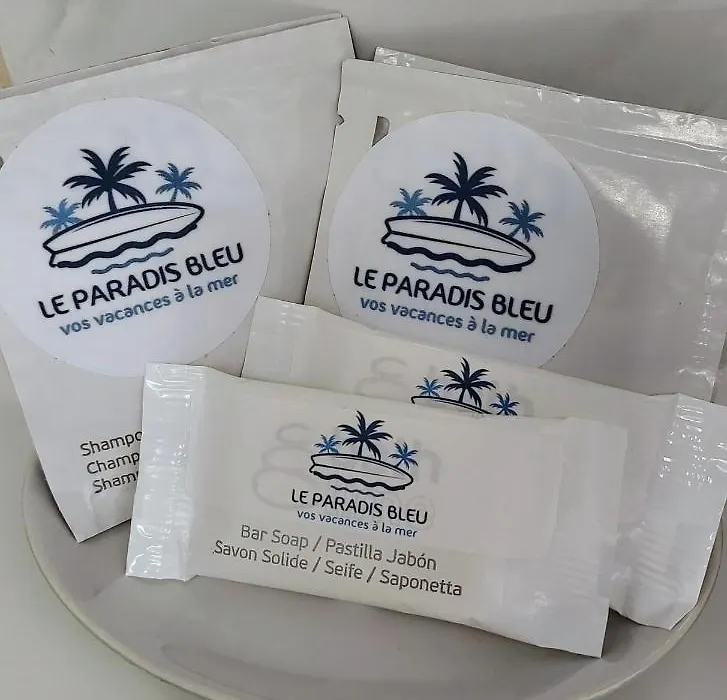 LE PARADIS BLEU
vos vacances à la mer
LE PARADIS BLEU
vos vacances à la mer
LE PARADIS BLEU
vos vacances à la mer
Bar Soap / Pastilla Jabón
Savon Solide / Seife / Saponetta